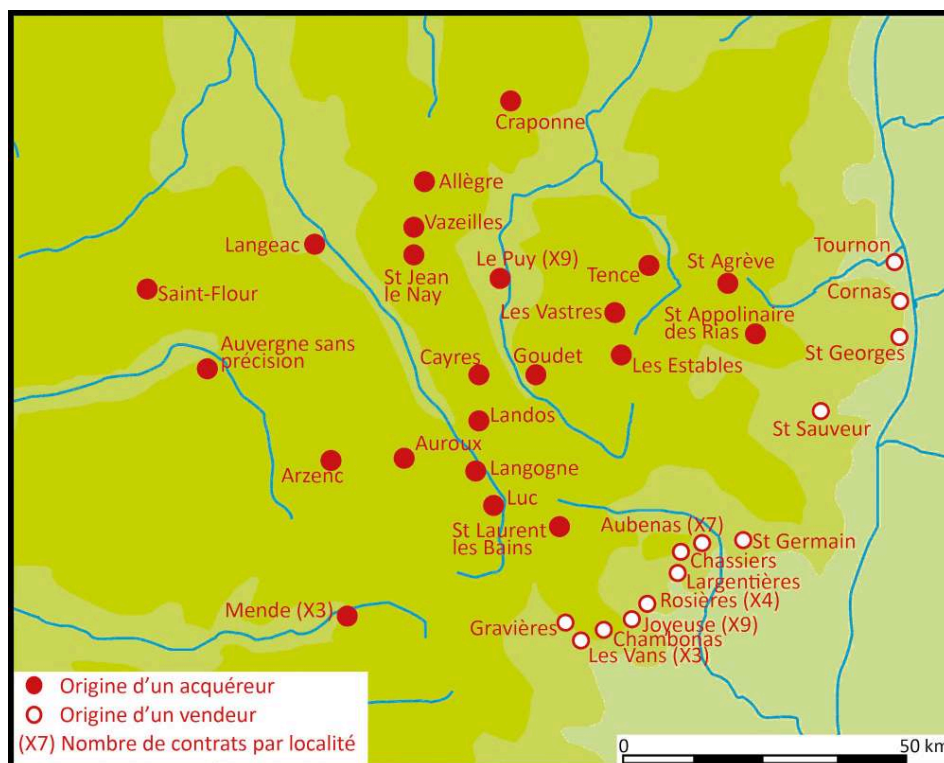 Craponne
Allègre
Vazeilles
Langeac
St Jean
le Nay
Le Puy (X9)
Tence
St Agrève
Tournon
Saint-Flour
Cornas
Les Vastres
St Appolinaire
des Rias
Auvergne sans
précision
Cayres
Goudet
Les Estables
St Georges
Landos
St Sauveur
Auroux
Arzenc
Langogne
Luc
St Laurent
les Bains
Aubenas (X7)
St Germain
Chassiers
Largentières
Mende (X3)
Rosières (X4)
Gravières
Joyeuse (X9)
Chambonas
Les Vans (X3)
Origine d'un acquéreur
Origine d'un vendeur
(X7) Nombre de contrats par localité
0 50 km